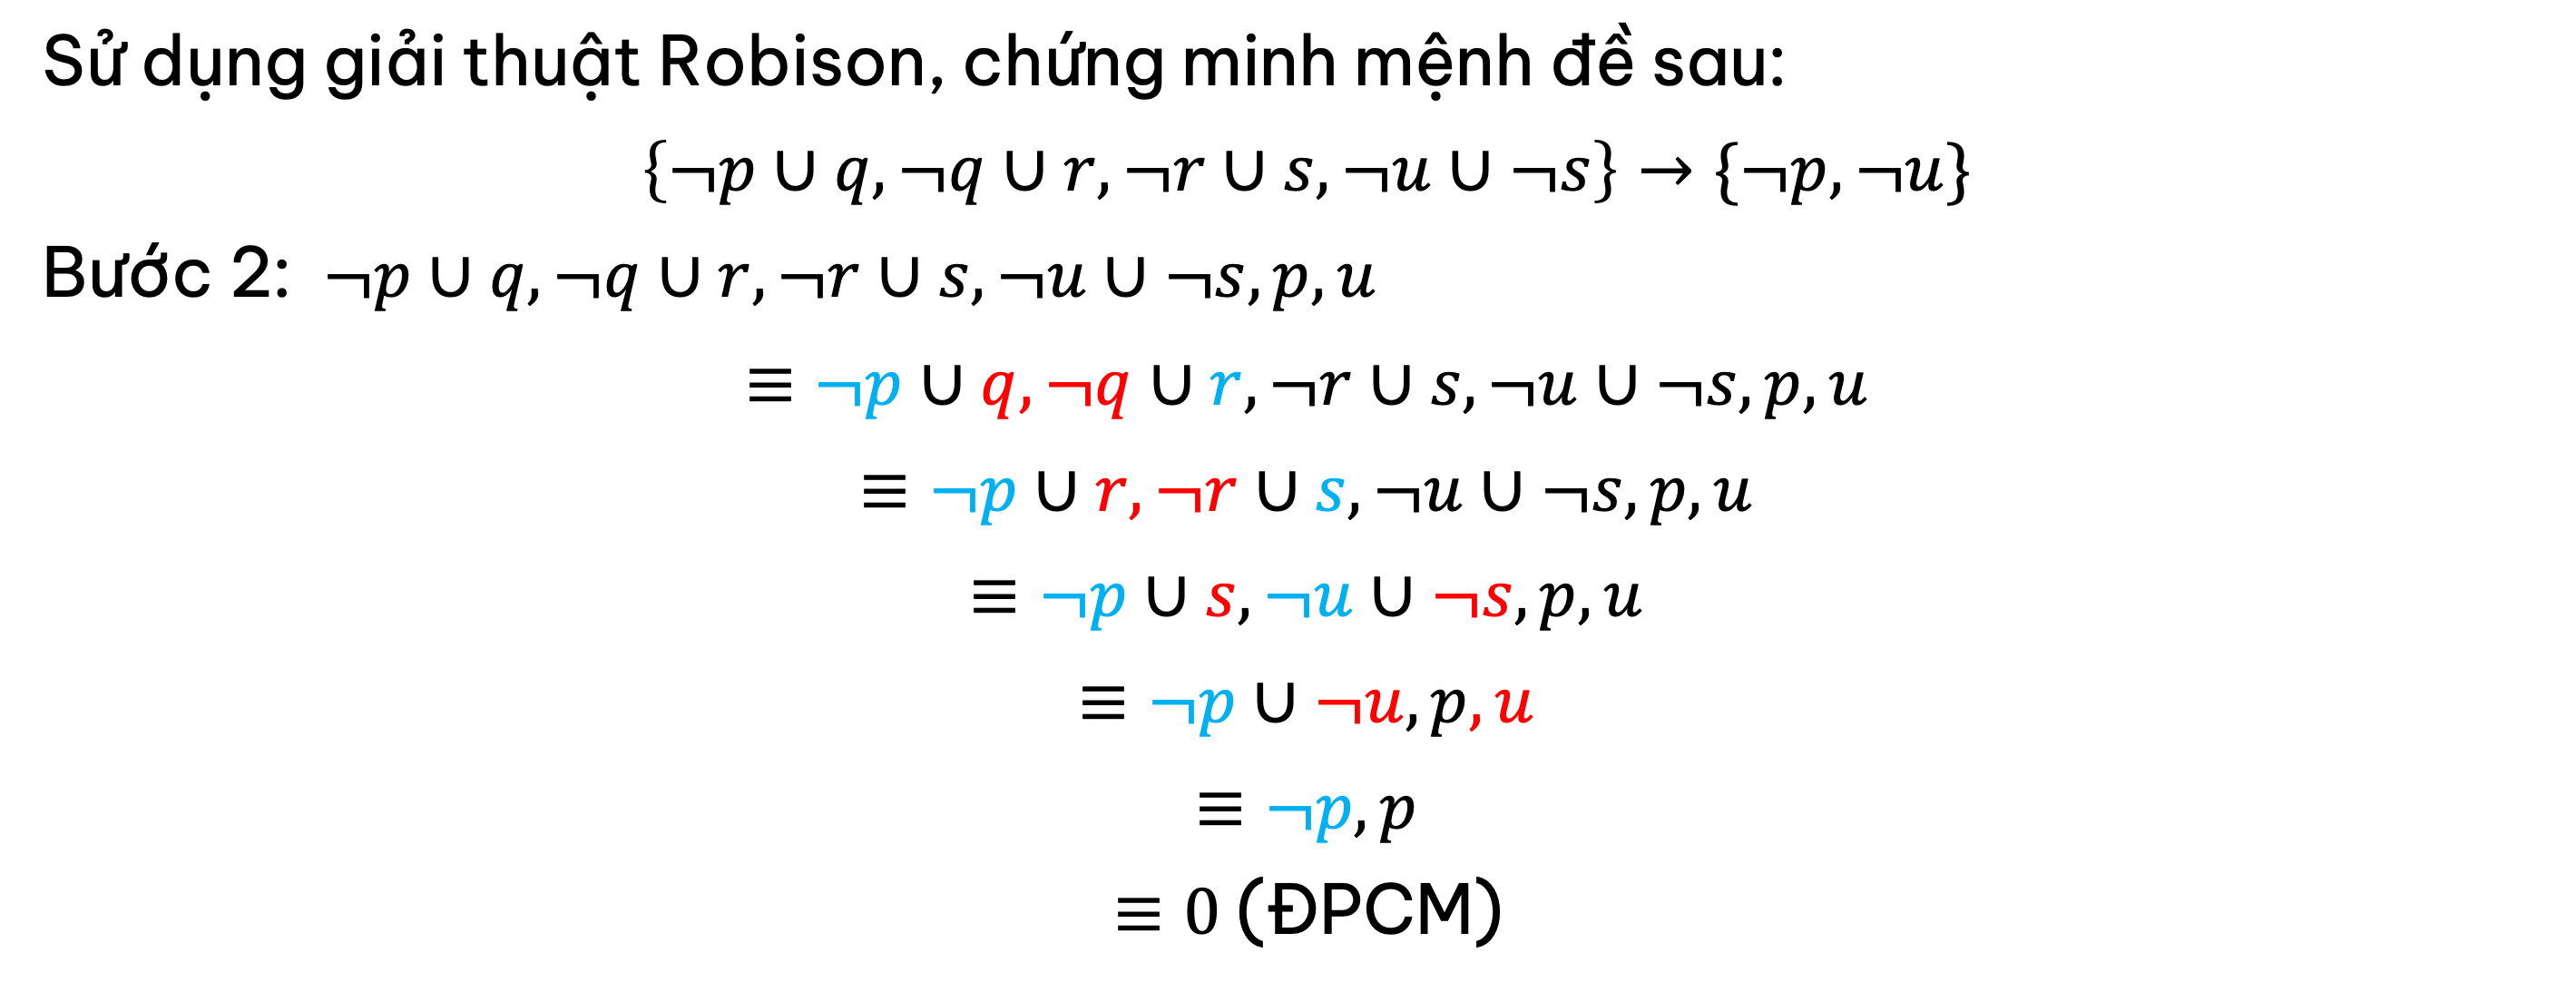 Sử dụng giải thuật Robison, chứng minh mệnh đề sau:
{¬p ∪ q, ¬q ∪ r, ¬r ∪ s, ¬u ∪ ¬s} → {¬p, ¬u}
Bước 2: ¬p ∪ q, ¬q ∪ r, ¬r ∪ s, ¬u ∪ ¬s, p, u
≡ ¬p ∪ q, ¬q ∪ r, ¬r ∪ s, ¬u ∪ ¬s, p, u
≡ ¬p ∪ r, ¬r ∪ s, ¬u ∪ ¬s, p, u
≡ ¬p ∪ s, ¬u ∪ ¬s, p, u
≡ ¬p ∪ ¬u, p, u
≡ ¬p, p
≡ 0 (ĐPCM)